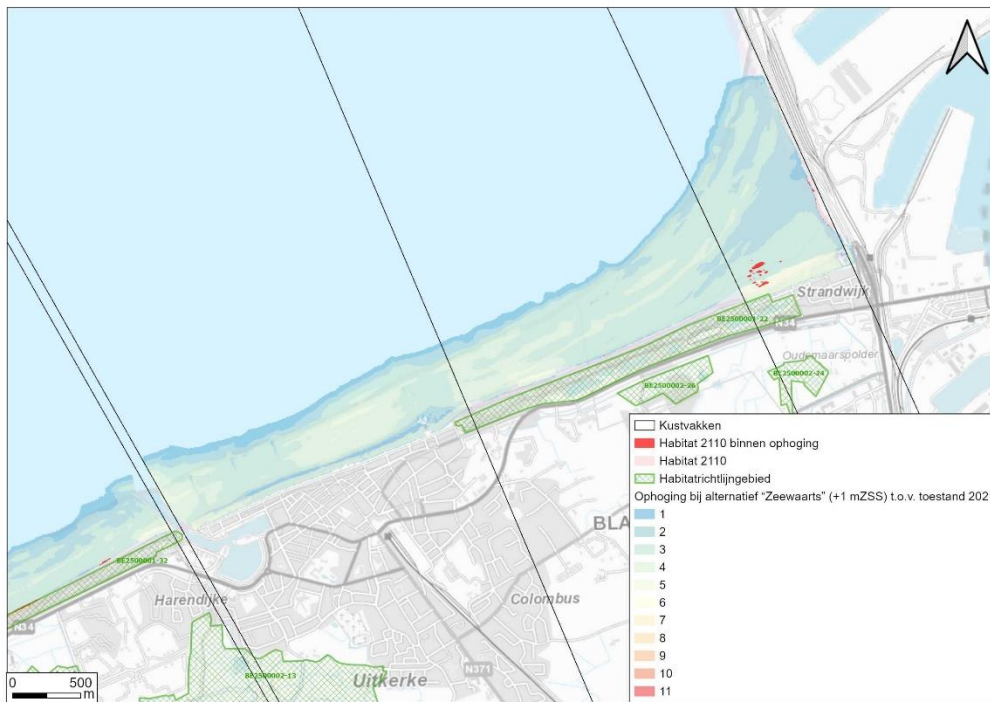 Strandwijk
BE2500001-22
N34
Oudemaarspolder
BE2500002-26
BE2500002-24
BLA
BE2500001-32
Harendijke
Colombus
N34
N371
BE2500002-13
Uitkerke
0 500
m
Kustvakken
Habitat 2110 binnen ophoging
Habitat 2110
Habitatrichtlijngebied
Ophoging bij alternatief "Zeewaarts" (+1 mZSS) t.o.v. toestand 202
1
2
3
4
5
6
7
8
9
10
11